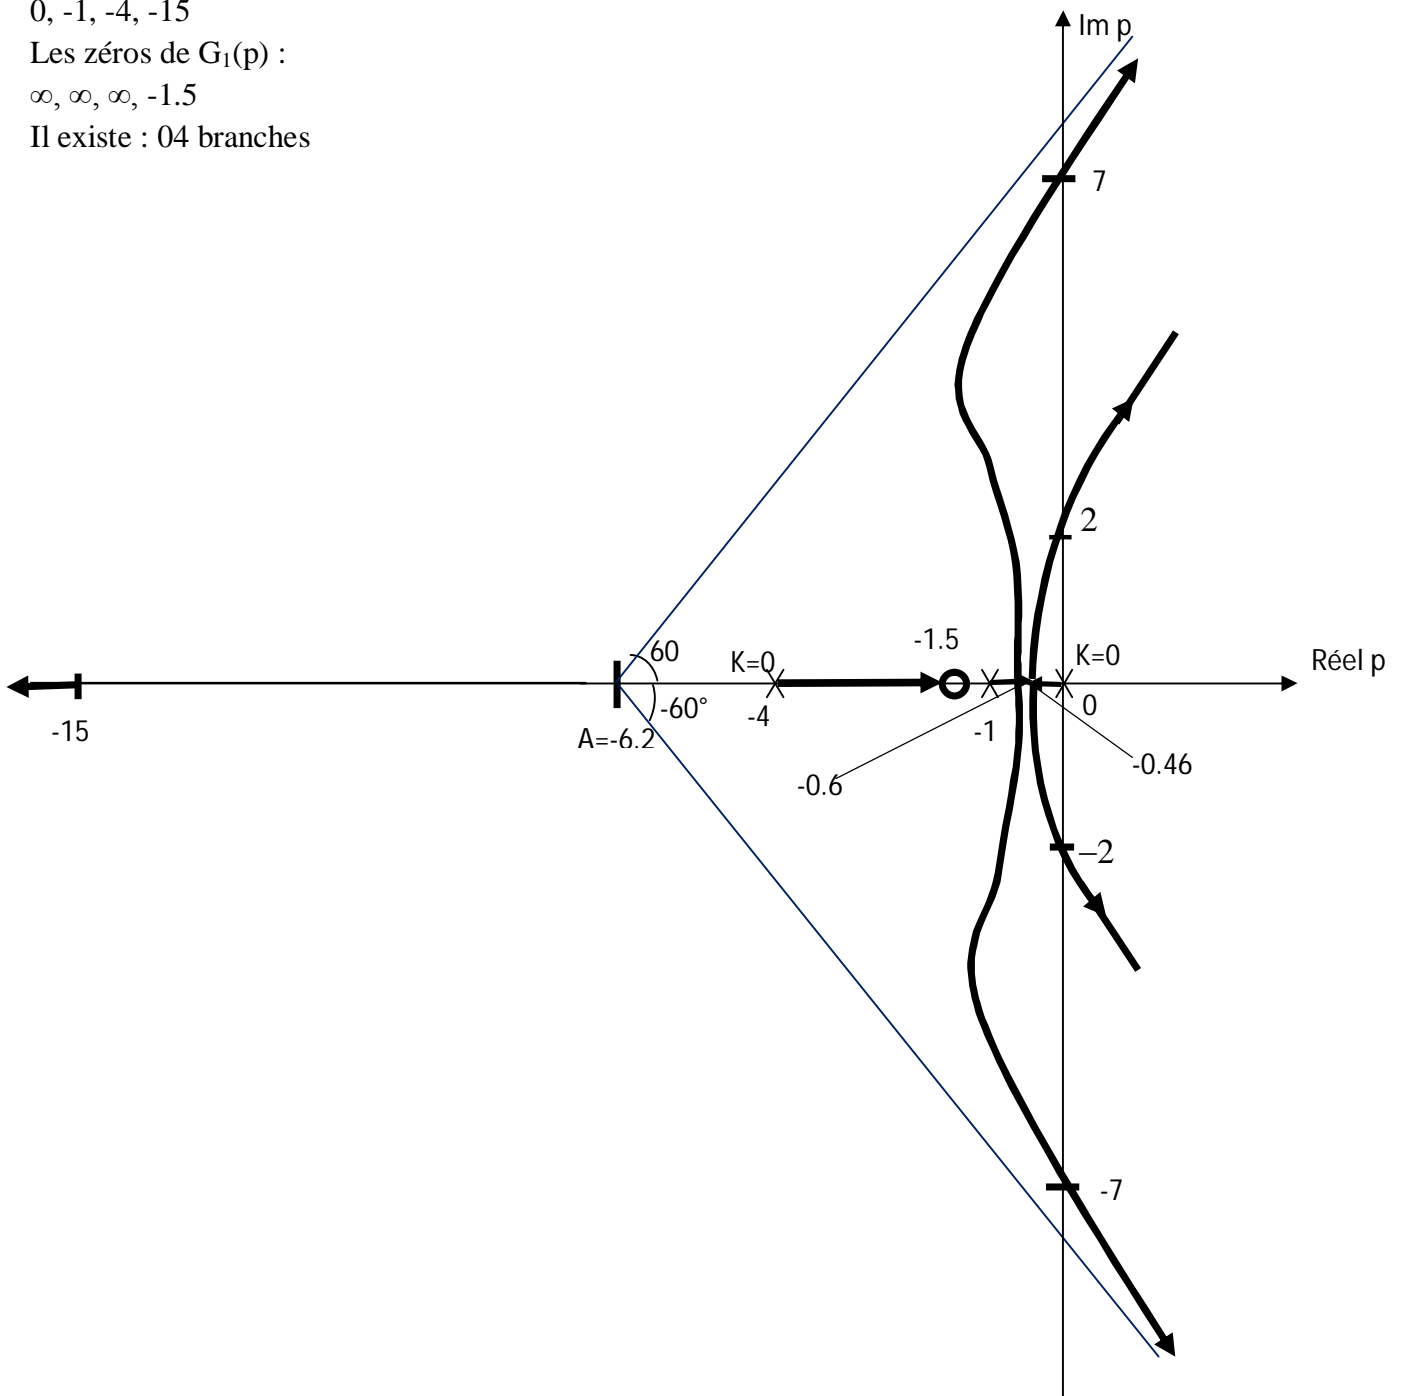 0, -1, -4, -15
Les zéros de G₁(p) :
∞, ∞, ∞, -1.5
Il existe : 04 branches
Im p
7
2
-1.5
60
K=0
K=0
Réel p
-60°
-4
0
-15
A=-6.2
-1
-0.6
-0.46
−2
-7